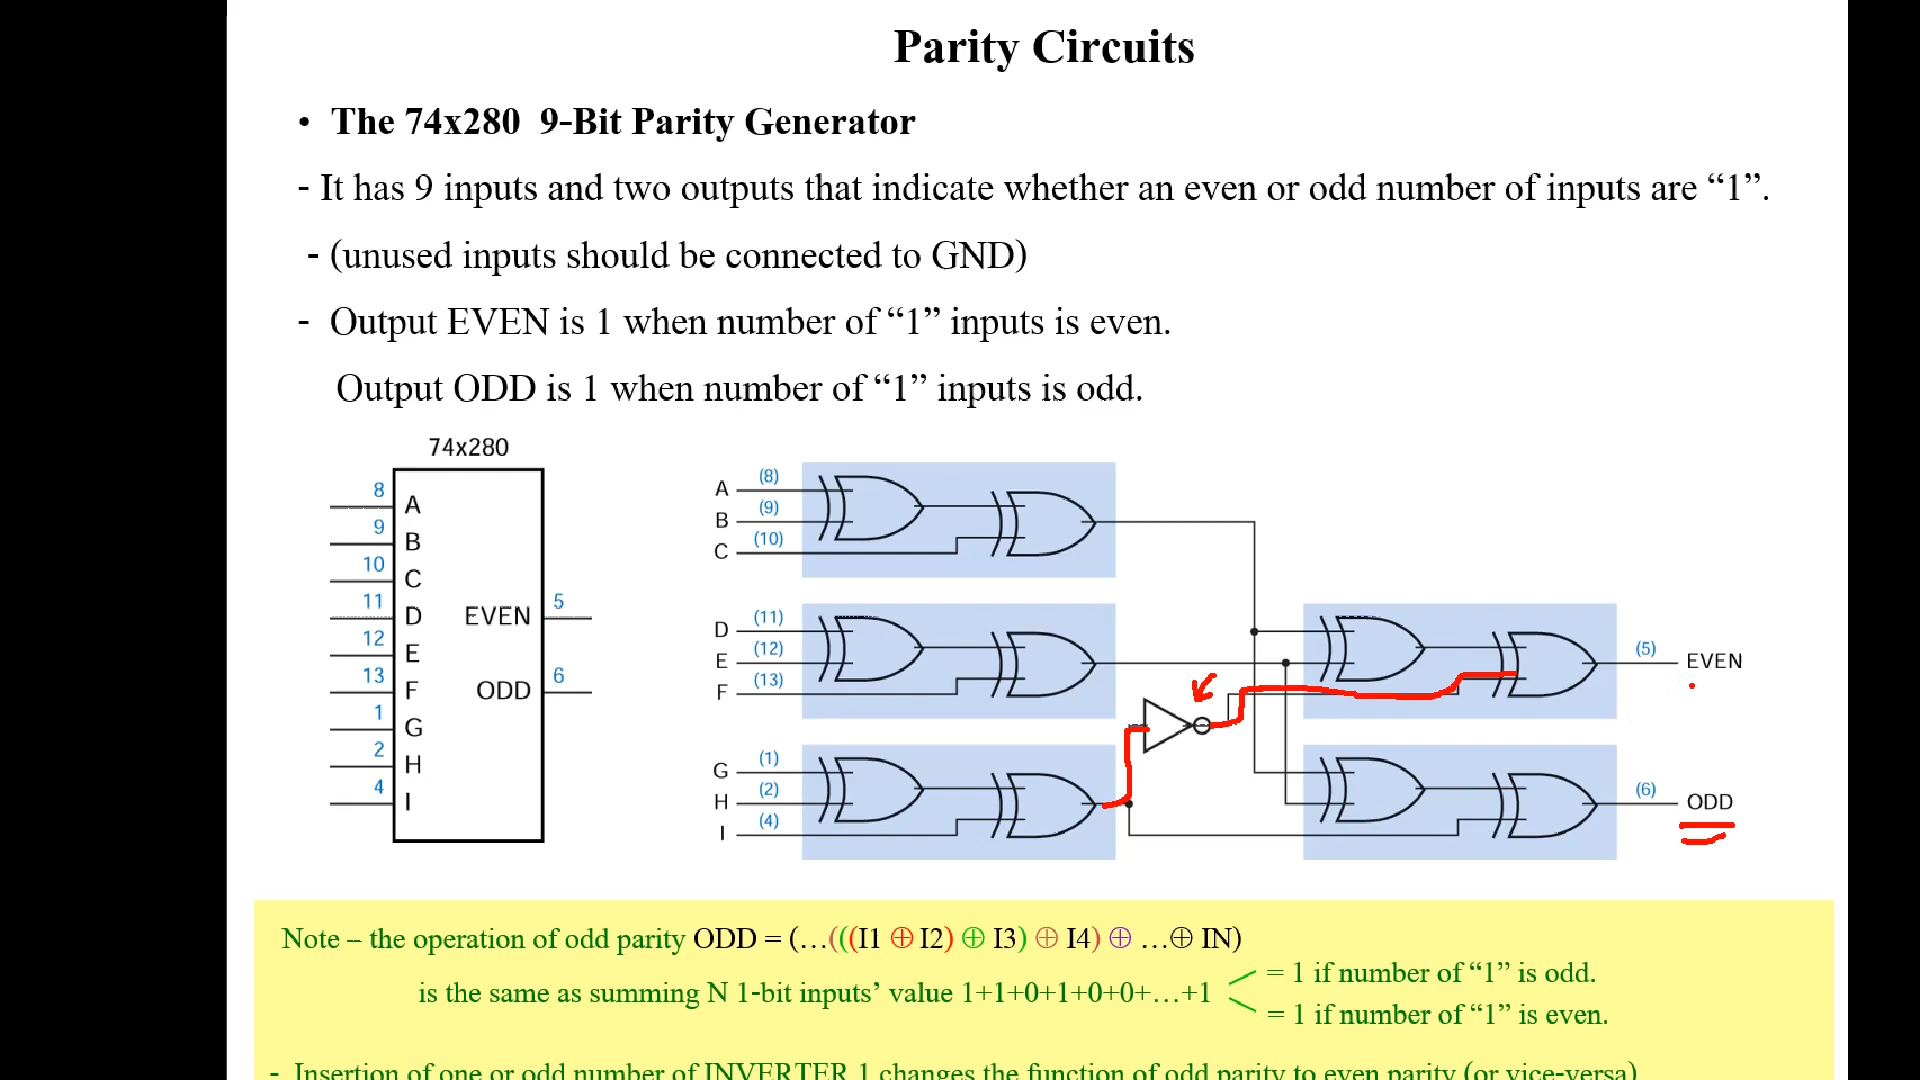 Parity Circuits
• The 74x280 9-Bit Parity Generator
- It has 9 inputs and two outputs that indicate whether an even or odd number of inputs are “1”.
- (unused inputs should be connected to GND)
- Output EVEN is 1 when number of “1” inputs is even.
Output ODD is 1 when number of “1” inputs is odd.
74x280
8 A
9 B
10 C
11 D
12 E
13 F
1 G
2 H
4 I
EVEN 5
ODD 6
A (8)
B (9)
C (10)
D (11)
E (12)
F (13)
G (1)
H (2)
I (4)
(5) EVEN
(6) ODD
Note – the operation of odd parity ODD = (…(((I1 ⊕ I2) ⊕ I3) ⊕ I4) ⊕ …⊕ IN)
is the same as summing N 1-bit inputs’ value 1+1+0+1+0+0+…+1
= 1 if number of “1” is odd.
= 1 if number of “1” is even.
- Insertion of one or odd number of INVERTER 1 changes the function of odd parity to even parity (or vice-versa)